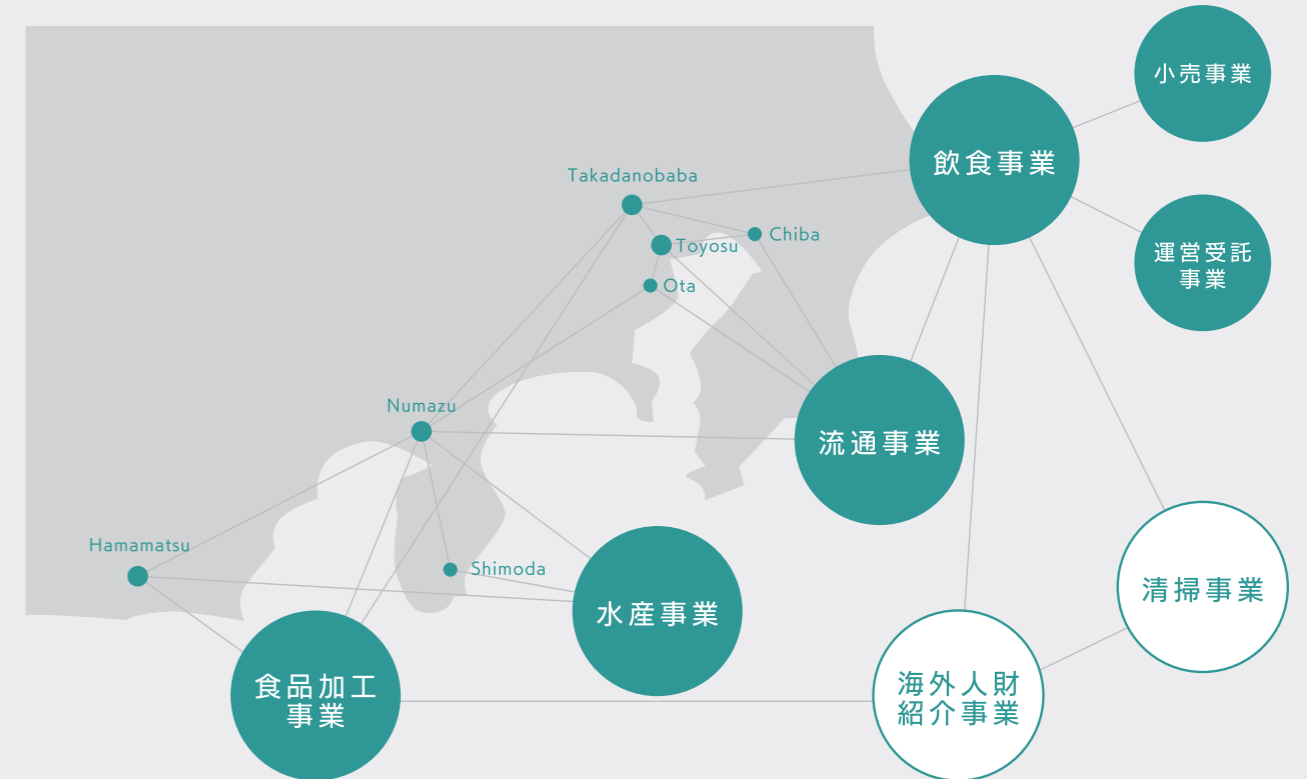 小売事業
飲食事業
Takadanobaba
Chiba
Toyosu
運営受託
事業
Ota
Numazu
流通事業
Hamamatsu
Shimoda
水産事業
清掃事業
食品加工
事業
海外人財
紹介事業